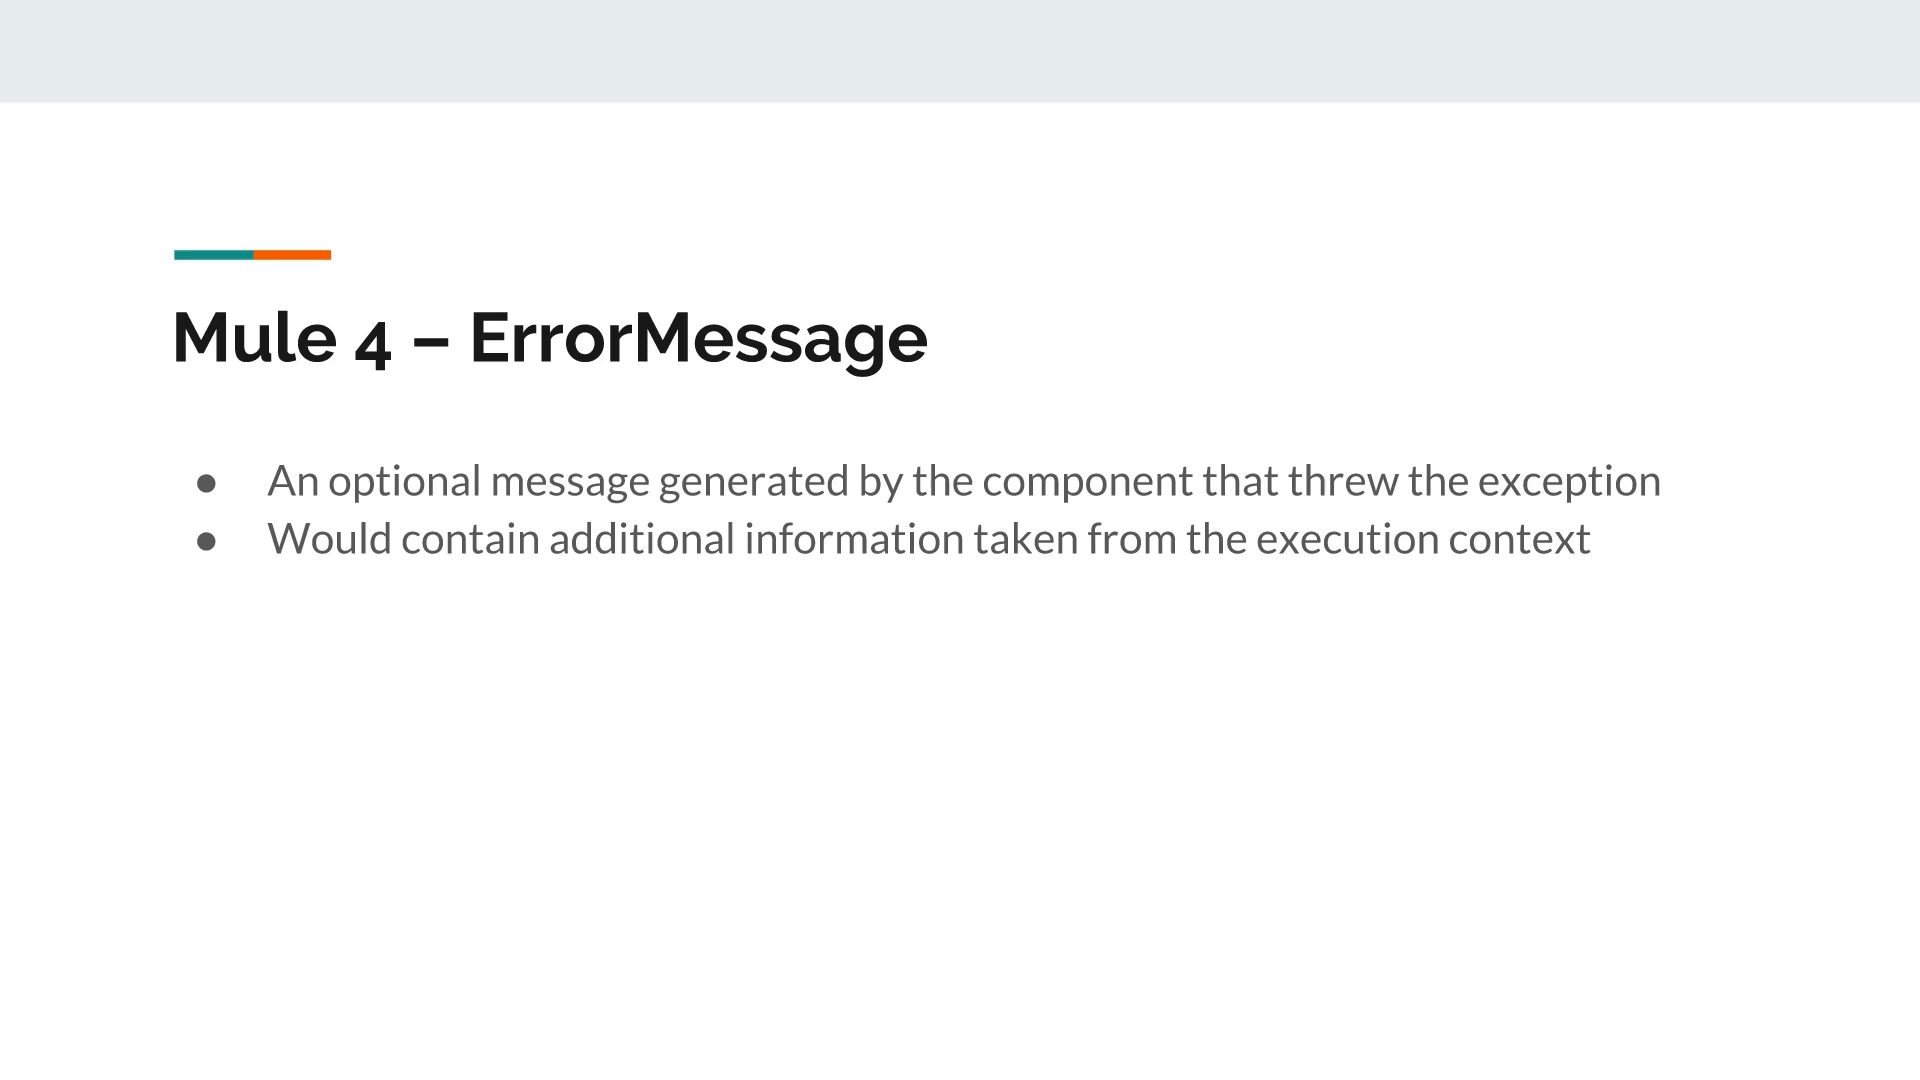 Mule 4 – ErrorMessage
● An optional message generated by the component that threw the exception
● Would contain additional information taken from the execution context